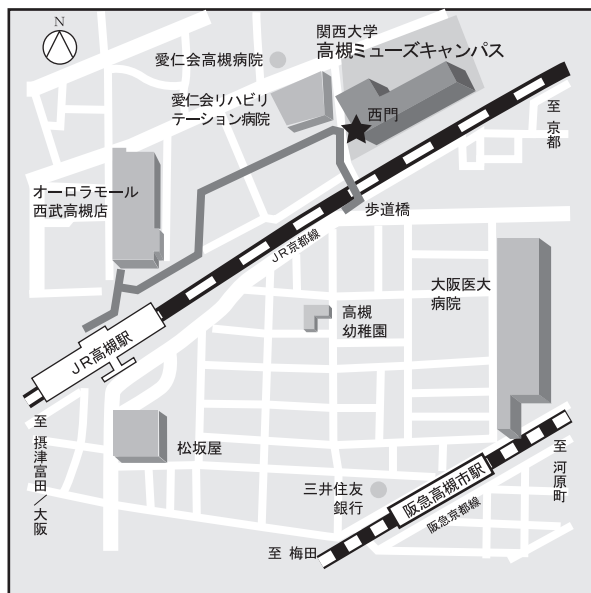 N
関西大学
高槻ミューズキャンパス
愛仁会高槻病院
愛仁会リハビリ
テーション病院
西門
至 京都
オーロラモール
西武高槻店
歩道橋
JR京都線
大阪医大
病院
高槻
幼稚園
JR高槻駅
至 摂津富田/大阪
松坂屋
三井住友
銀行
阪急高槻市駅
阪急京都線
至 河原町
至 梅田